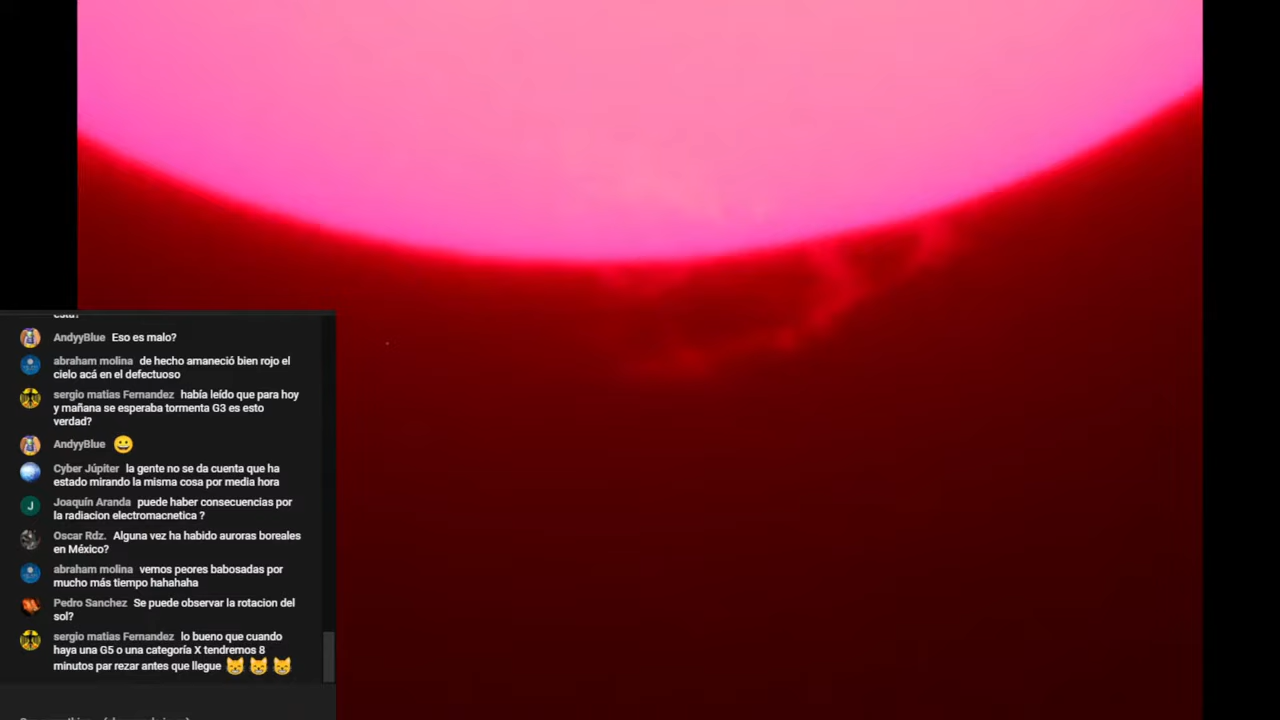 AndyyBlue Eso es malo?
abraham molina de hecho amaneció bien rojo el
cielo acá en el defectuoso
sergio matias Fernandez había leído que para hoy
y mañana se esperaba tormenta G3 es esto
verdad?
AndyyBlue 😀
Cyber Júpiter la gente no se da cuenta que ha
estado mirando la misma cosa por media hora
J
Joaquín Aranda puede haber consecuencias por
la radiacion electromacnetica ?
Oscar Rdz. Alguna vez ha habido auroras boreales
en México?
abraham molina vemos peores babosadas por
mucho más tiempo hahahaha
Pedro Sanchez Se puede observar la rotacion del
sol?
sergio matias Fernandez lo bueno que cuando
haya una G5 o una categoría X tendremos 8
minutos par rezar antes que llegue 😸 😸 😸